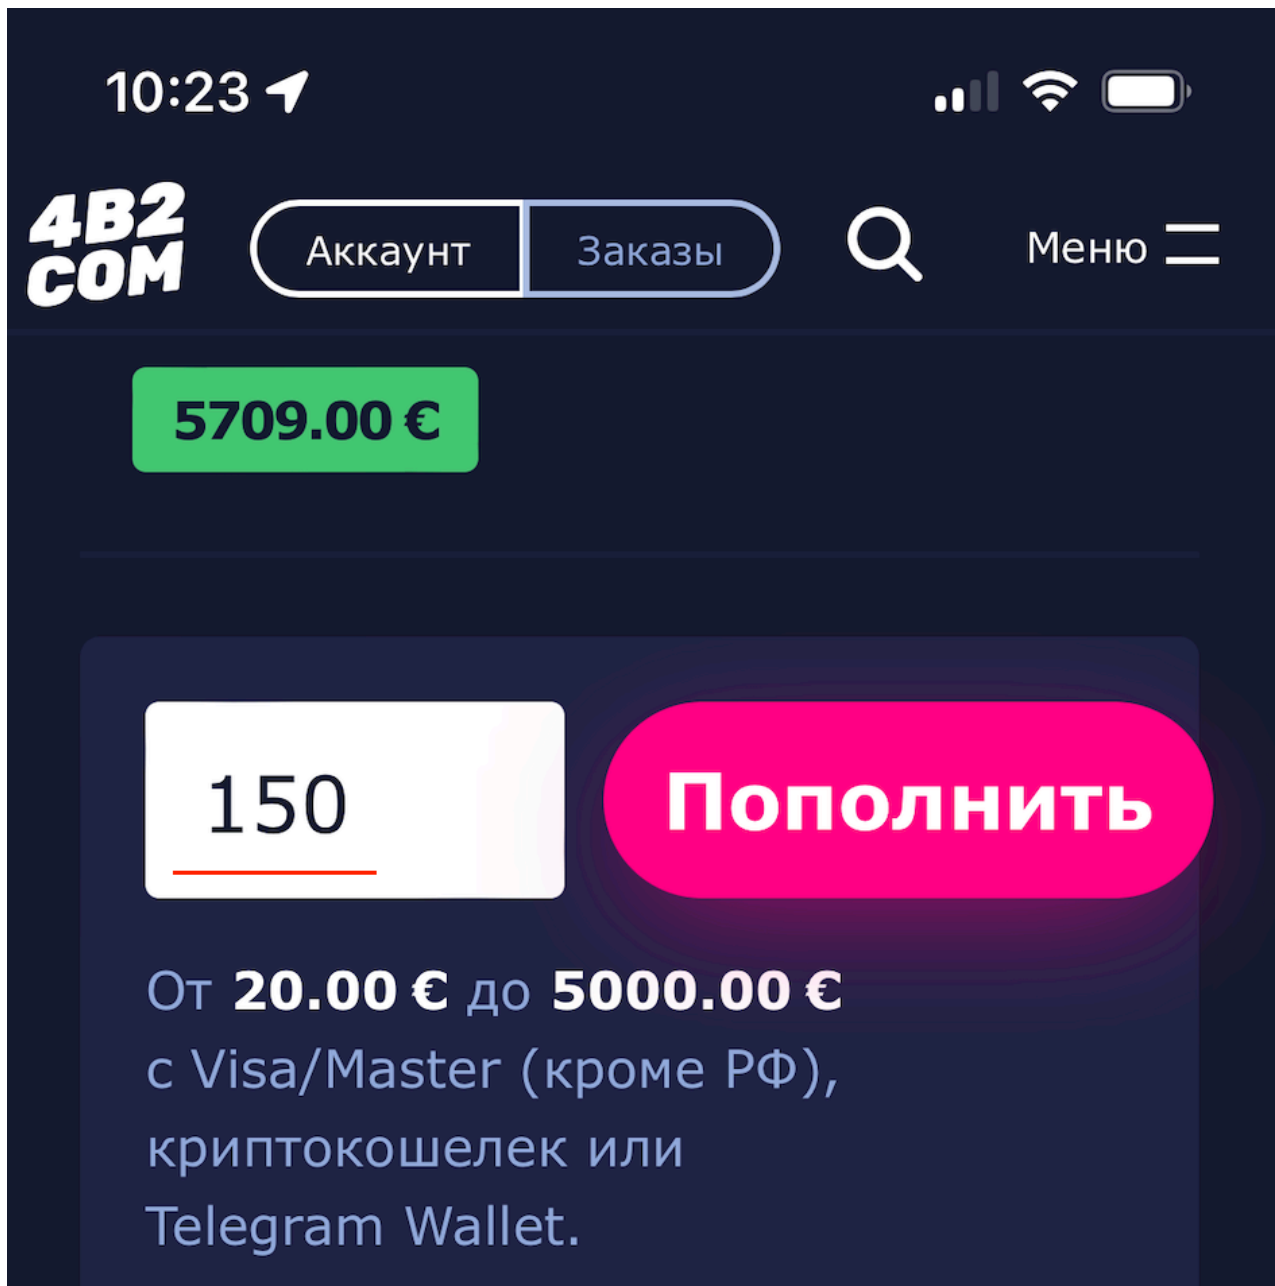 10:23
4B2
COM
Аккаунт Заказы Меню
5709.00 €
150 Пополнить
От 20.00 € до 5000.00 €
с Visa/Master (кроме РФ),
криптокошелек или
Telegram Wallet.